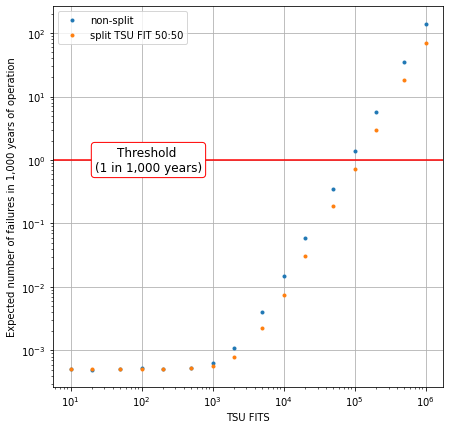 non-split
split TSU FIT 50:50
10²
10¹
10⁰
10⁻¹
10⁻²
10⁻³
Threshold
(1 in 1,000 years)
Expected number of failures in 1,000 years of operation
10¹ 10² 10³ 10⁴ 10⁵ 10⁶
TSU FITS